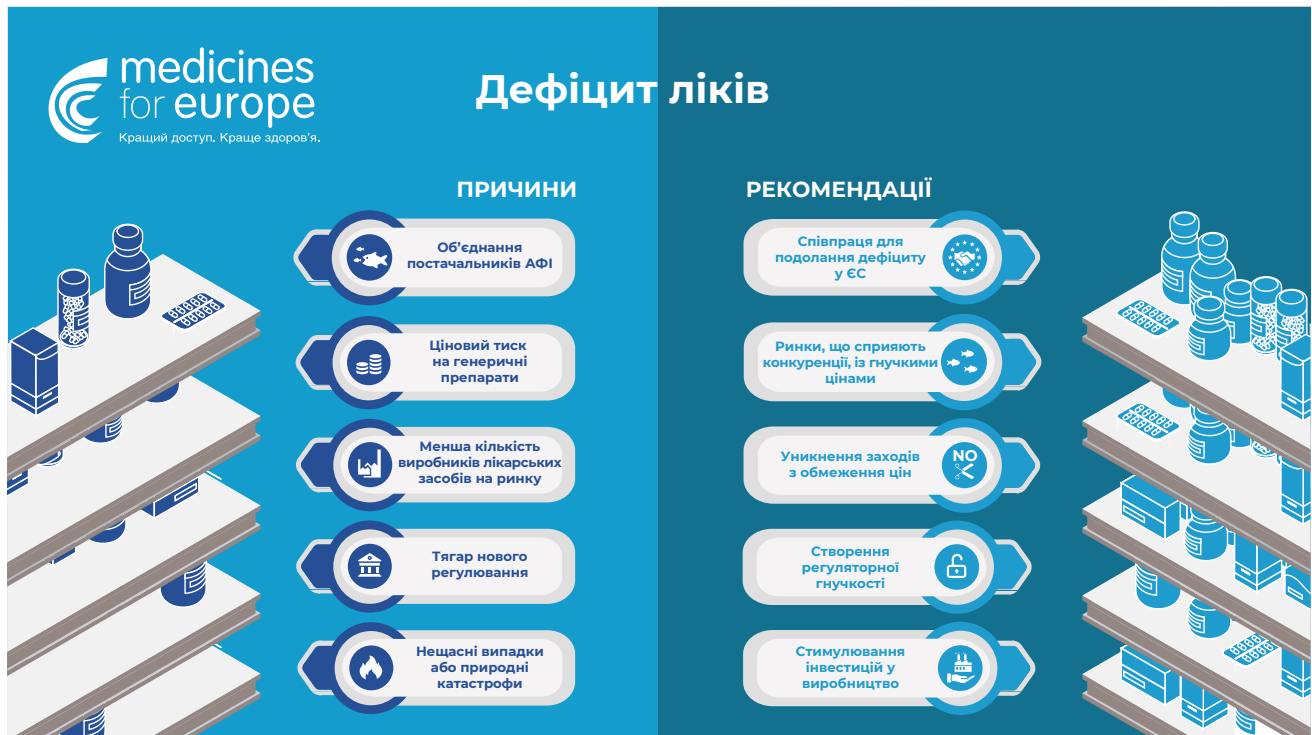 medicines
for europe
Кращий доступ. Краще здоров'я.
Дефіцит ліків
ПРИЧИНИ
Об'єднання
постачальників АФІ
Ціновий тиск
на генеричні
препарати
Менша кількість
виробників лікарських
засобів на ринку
Тягар нового
регулювання
Нещасні випадки
або природні
катастрофи
РЕКОМЕНДАЦІЇ
Співпраця для
подолання дефіциту
у ЄС
Ринки, що сприяють
конкуренції, із гнучкими
цінами
Уникнення заходів
з обмеження цін
NO
Створення
регуляторної
гнучкості
Стимулювання
інвестицій у
виробництво